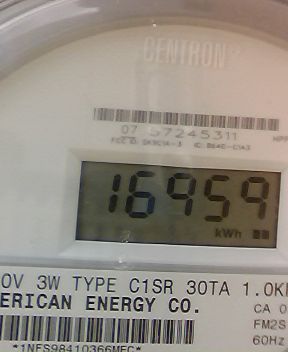 CENTRON®
07 57245311
16959
kWh
0V 3W TYPE C1SR 30TA 1.0K
ERICAN ENERGY CO.
CA 0
FM2S
60Hz
*1NFS98410366MEC*